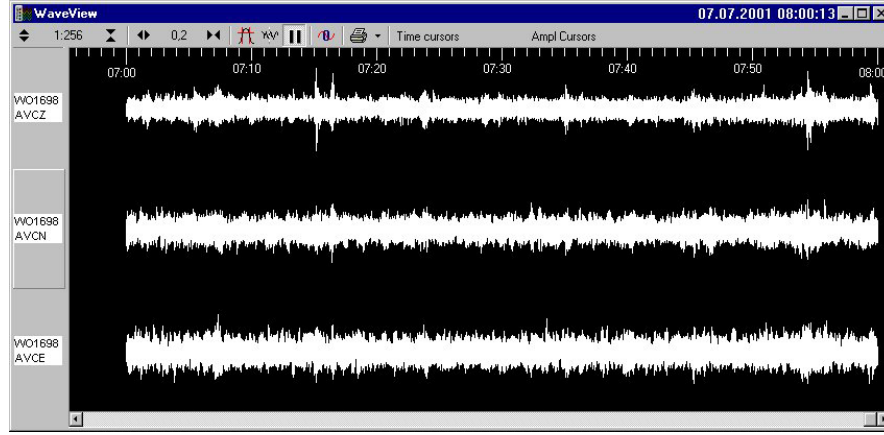 WaveView 07.07.2001 08:00:13
1:256 0,2 Time cursors Ampl Cursors
07:00 07:10 07:20 07:30 07:40 07:50 08:00
WO1698
AVCZ
WO1698
AVCN
WO1698
AVCE